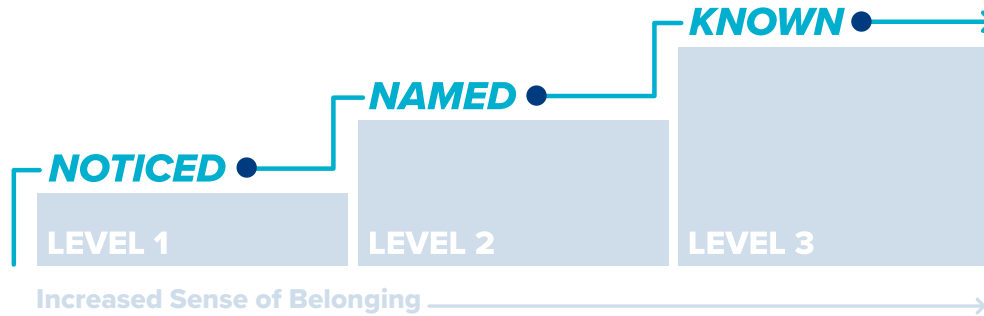 KNOWN
NAMED
NOTICED
LEVEL 1
LEVEL 2
LEVEL 3
Increased Sense of Belonging